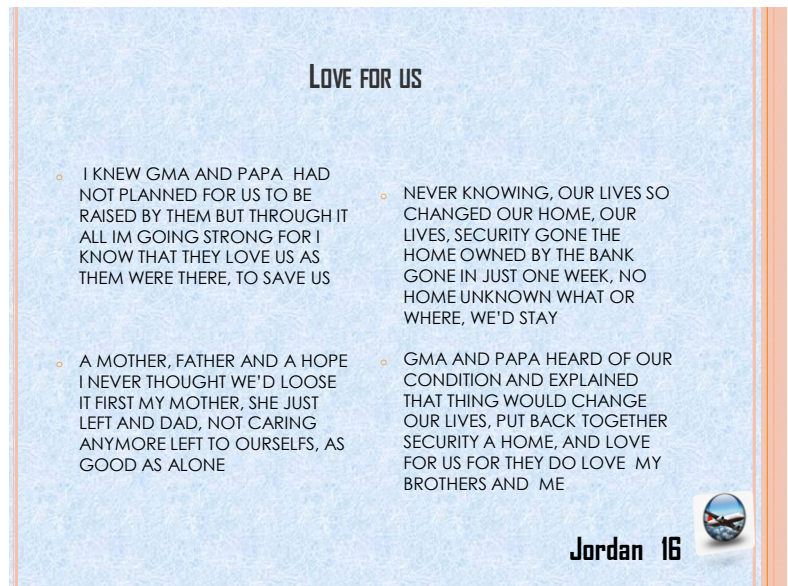 LOVE FOR US
I KNEW GMA AND PAPA HAD
NOT PLANNED FOR US TO BE
RAISED BY THEM BUT THROUGH IT
ALL IM GOING STRONG FOR I
KNOW THAT THEY LOVE US AS
THEM WERE THERE, TO SAVE US
A MOTHER, FATHER AND A HOPE
I NEVER THOUGHT WE'D LOOSE
IT FIRST MY MOTHER, SHE JUST
LEFT AND DAD, NOT CARING
ANYMORE LEFT TO OURSELFS, AS
GOOD AS ALONE
NEVER KNOWING, OUR LIVES SO
CHANGED OUR HOME, OUR
LIVES, SECURITY GONE THE
HOME OWNED BY THE BANK
GONE IN JUST ONE WEEK, NO
HOME UNKNOWN WHAT OR
WHERE, WE'D STAY
GMA AND PAPA HEARD OF OUR
CONDITION AND EXPLAINED
THAT THING WOULD CHANGE
OUR LIVES, PUT BACK TOGETHER
SECURITY A HOME, AND LOVE
FOR US FOR THEY DO LOVE MY
BROTHERS AND ME
Jordan 16